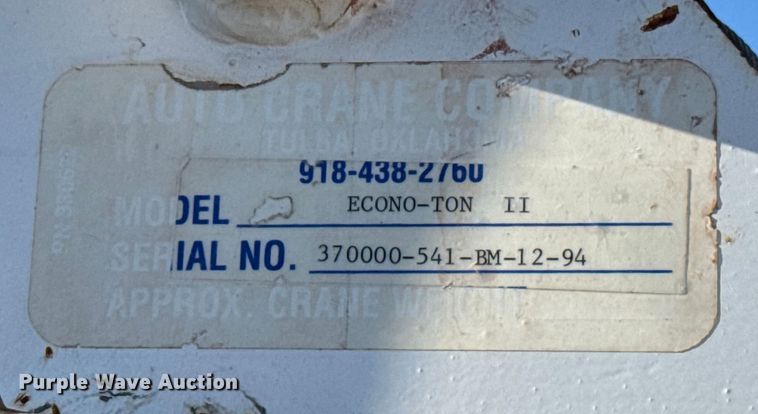 AUTO CRANE COMPANY
TULSA, OKLAHOMA
918-438-2760
MODEL ECONO-TON II
SERIAL NO. 370000-541-BM-12-94
APPROX. CRANE WEIGHT
Purple Wave Auction